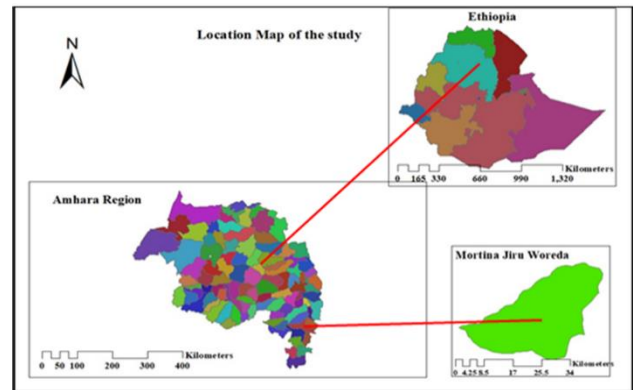 Ethiopia
Location Map of the study
N
Kilometers
0 165 330 660 990 1,320
Amhara Region
Mortina Jiru Woreda
Kilometers
0 50 100 200 300 400
Kilometers
0 4.25 8.5 17 25.5 34